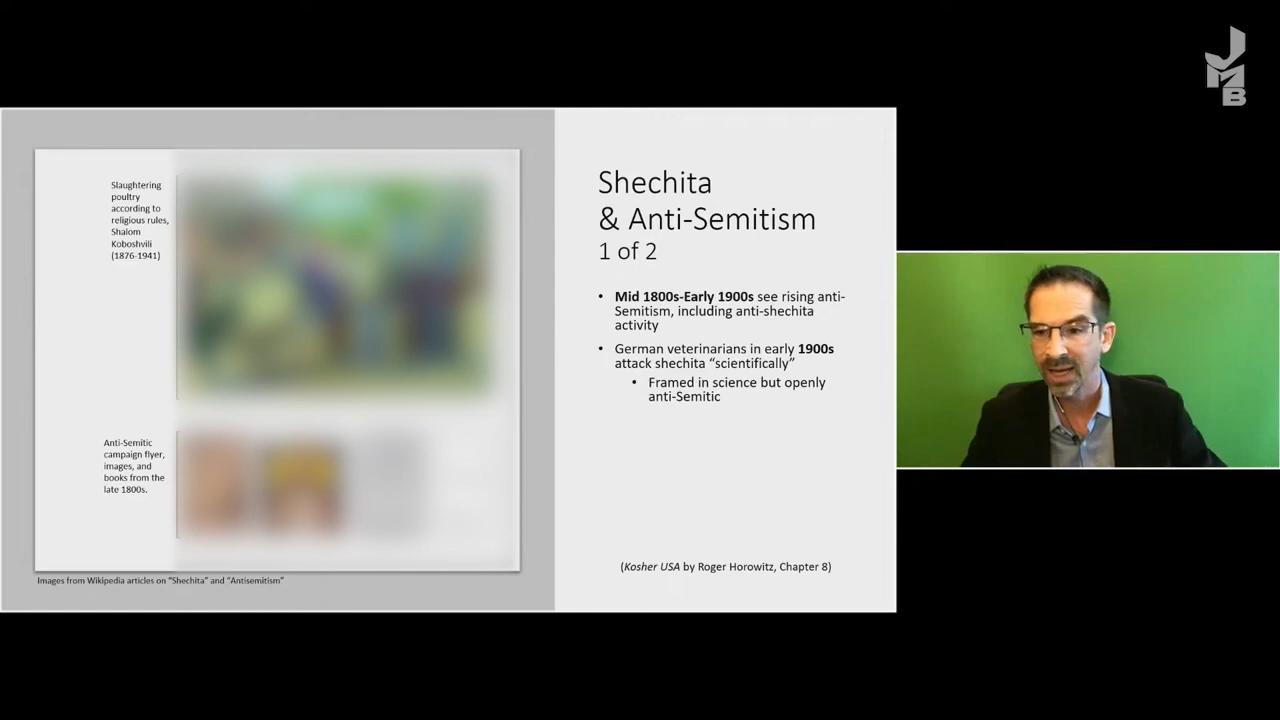 Slaughtering
poultry
according to
religious rules,
Shalom
Koboshvili
(1876-1941)
Anti-Semitic
campaign flyer,
images, and
books from the
late 1800s.
Images from Wikipedia articles on “Shechita” and “Antisemitism”
Shechita
& Anti-Semitism
1 of 2
• Mid 1800s-Early 1900s see rising anti-
Semitism, including anti-shechita
activity
• German veterinarians in early 1900s
attack shechita “scientifically”
• Framed in science but openly
anti-Semitic
(Kosher USA by Roger Horowitz, Chapter 8)
J
M
B